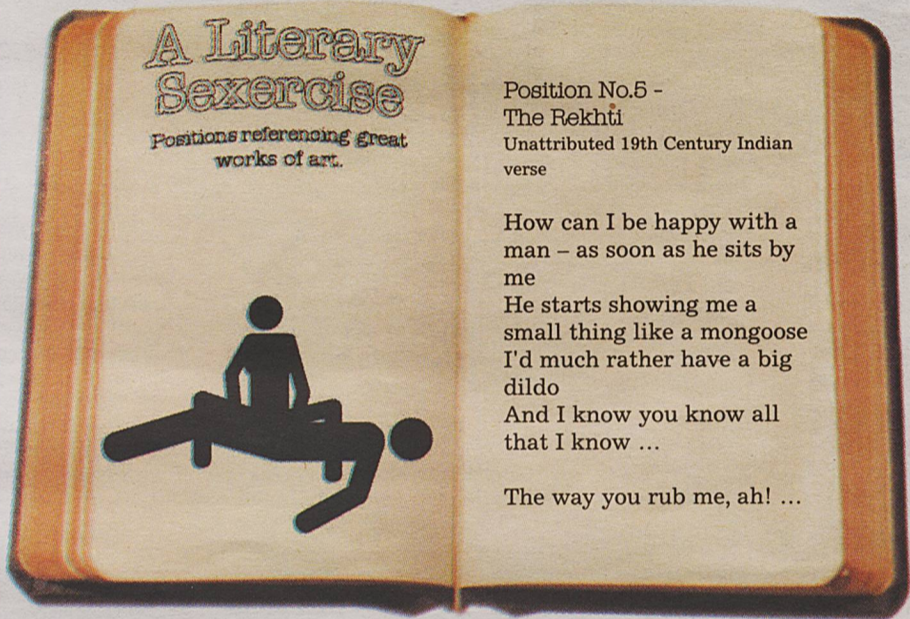 A Literary
Sexercise
Positions referencing great
works of art.
Position No.5 -
The Rekhti
Unattributed 19th Century Indian
verse
How can I be happy with a
man – as soon as he sits by
me
He starts showing me a
small thing like a mongoose
I'd much rather have a big
dildo
And I know you know all
that I know ...
The way you rub me, ah! ...